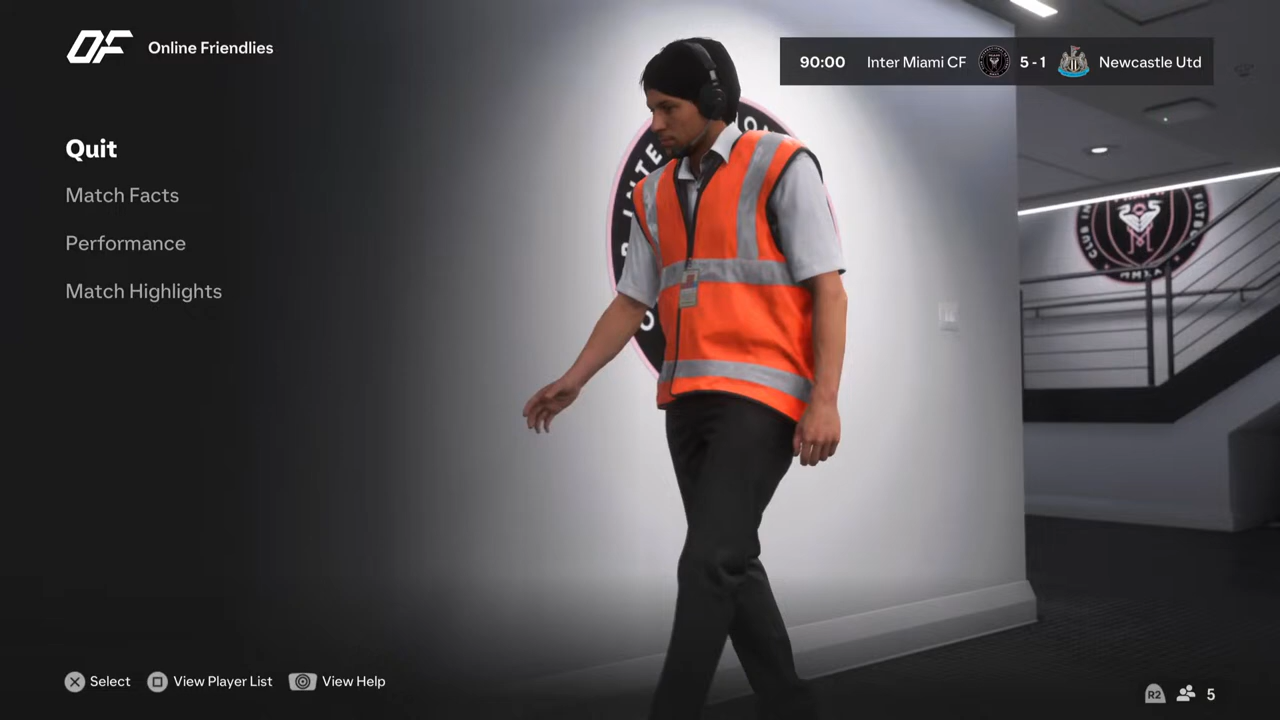 OF Online Friendlies
90:00 Inter Miami CF 5 - 1 Newcastle Utd
Quit
Match Facts
Performance
Match Highlights
Select View Player List View Help
R2 5